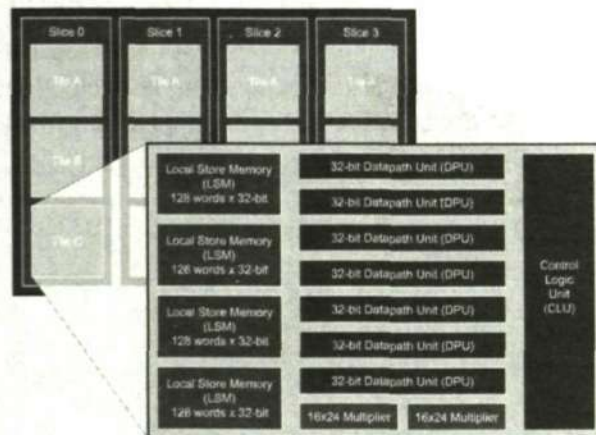 Slice 0
Slice 1
Slice 2
Slice 3
Tile A
Tile A
Tile A
Tile A
Tile B
Tile C
Local Store Memory
(LSM)
128 words x 32-bit
Local Store Memory
(LSM)
128 words x 32-bit
Local Store Memory
(LSM)
128 words x 32-bit
Local Store Memory
(LSM)
128 words x 32-bit
32-bit Datapath Unit (DPU)
32-bit Datapath Unit (DPU)
32-bit Datapath Unit (DPU)
32-bit Datapath Unit (DPU)
32-bit Datapath Unit (DPU)
32-bit Datapath Unit (DPU)
32-bit Datapath Unit (DPU)
16x24 Multiplier
16x24 Multiplier
Control
Logic
Unit
(CLU)